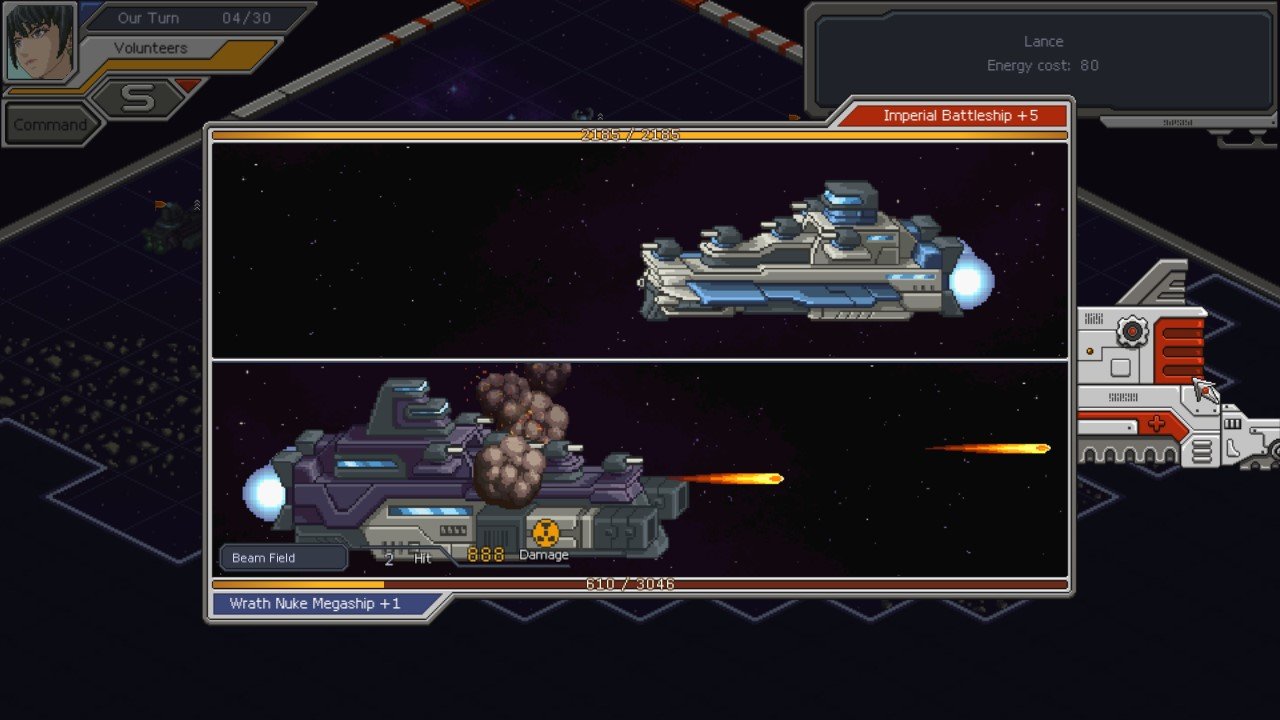 Our Turn 04/30
Volunteers
S
Command
Lance
Energy cost: 80
Imperial Battleship +5
2185 / 2185
Beam Field
2 Hit 888 Damage
610 / 3046
Wrath Nuke Megaship +1